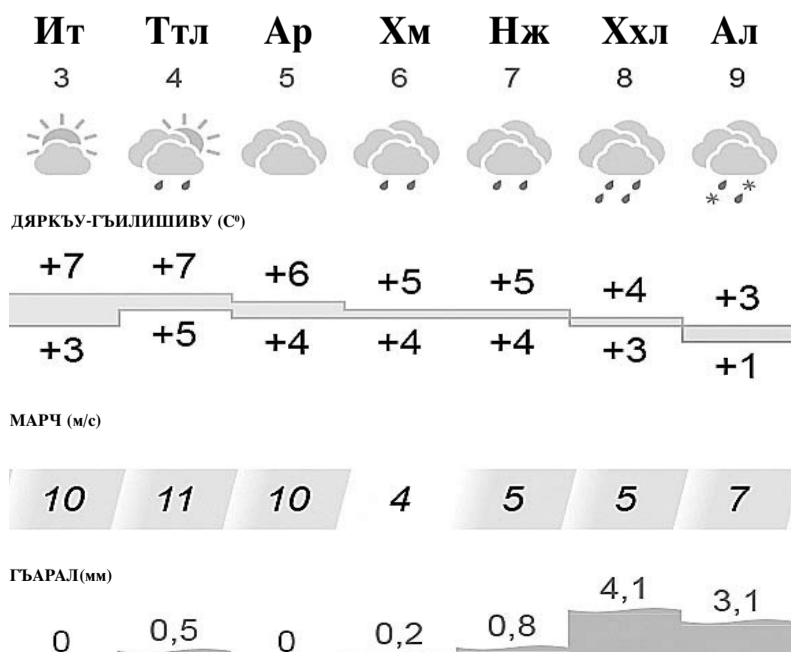 Ит Ттл Ар Хм Нж Ххл Ал
3 4 5 6 7 8 9
ДЯРКЪУ-ГЪИЛИШИВУ (С⁰)
+7 +7 +6 +5 +5 +4 +3
+3 +5 +4 +4 +4 +3 +1
МАРЧ (м/с)
10 11 10 4 5 5 7
ГЪАРАЛ(мм)
0 0,5 0 0,2 0,8 4,1 3,1